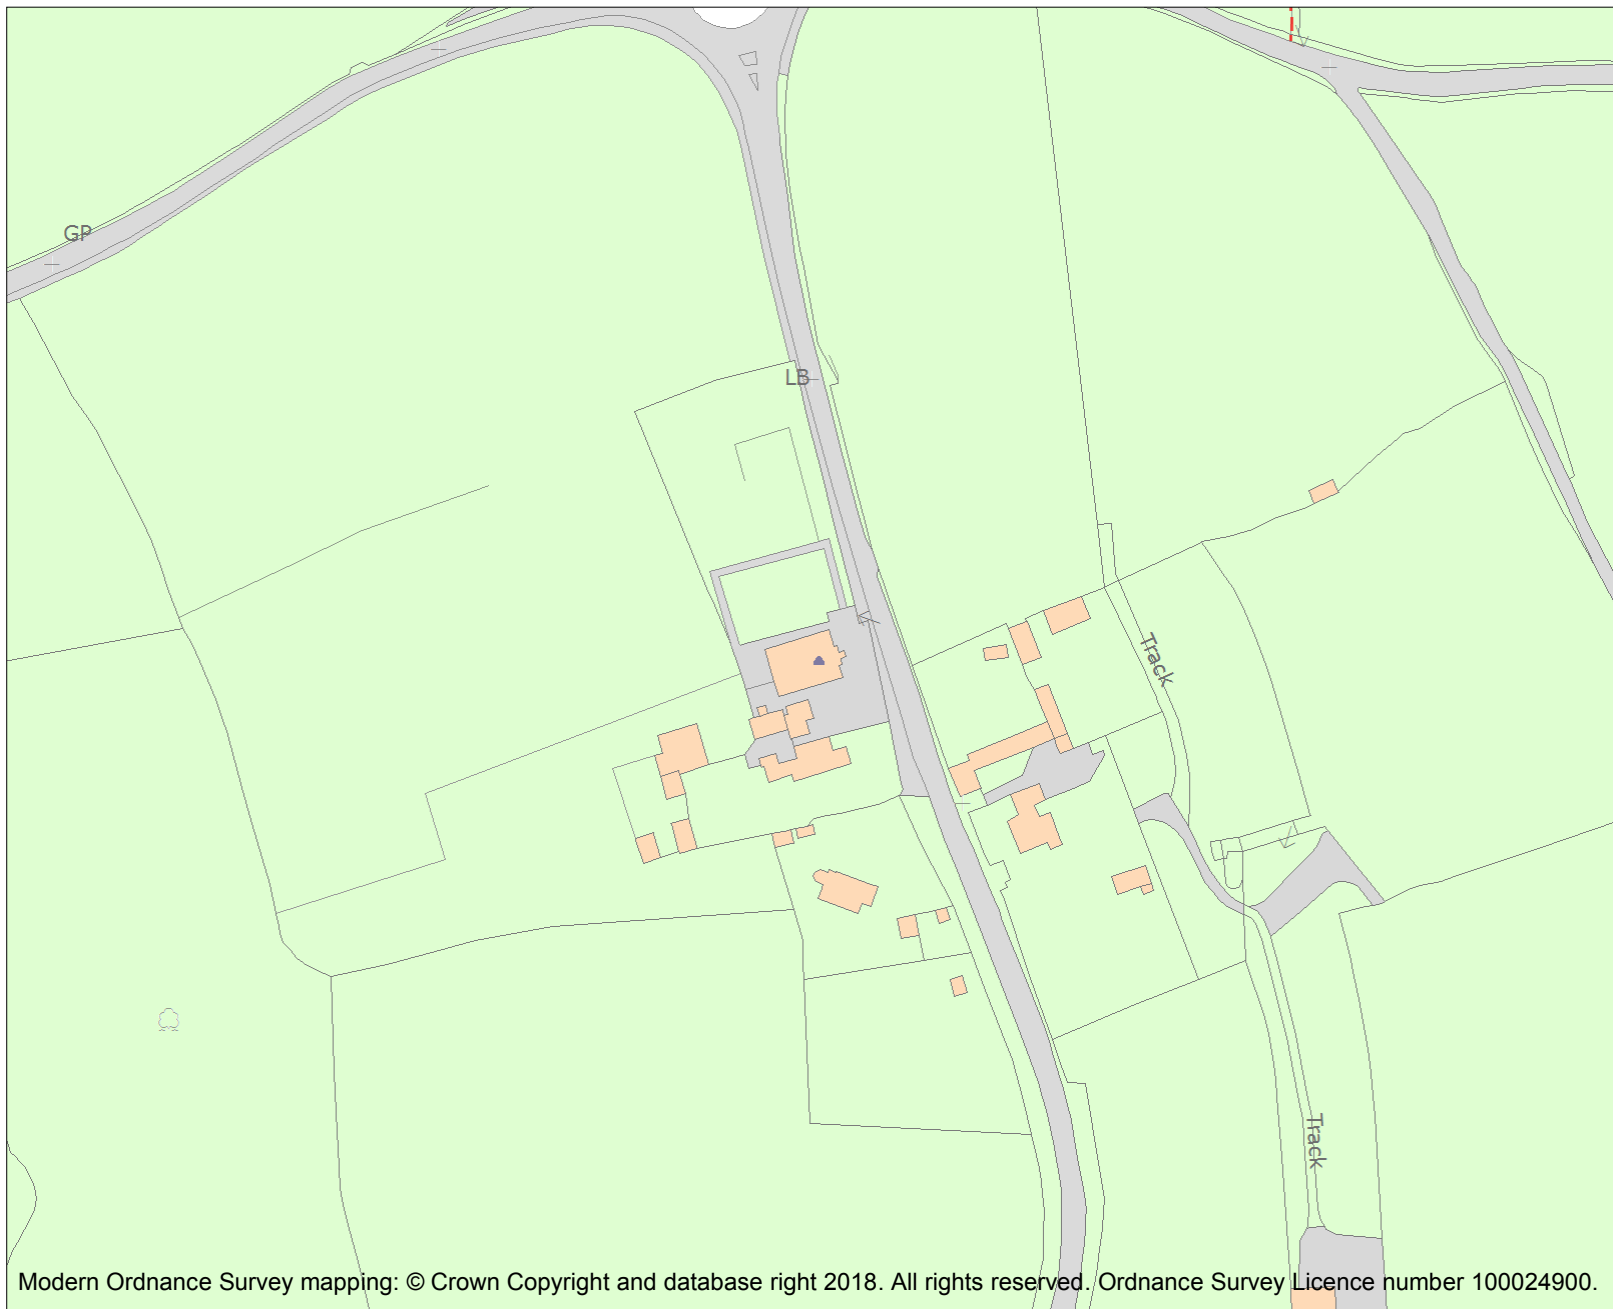 GP
LB
Track
Track
Modern Ordnance Survey mapping: © Crown Copyright and database right 2018. All rights reserved. Ordnance Survey Licence number 100024900.